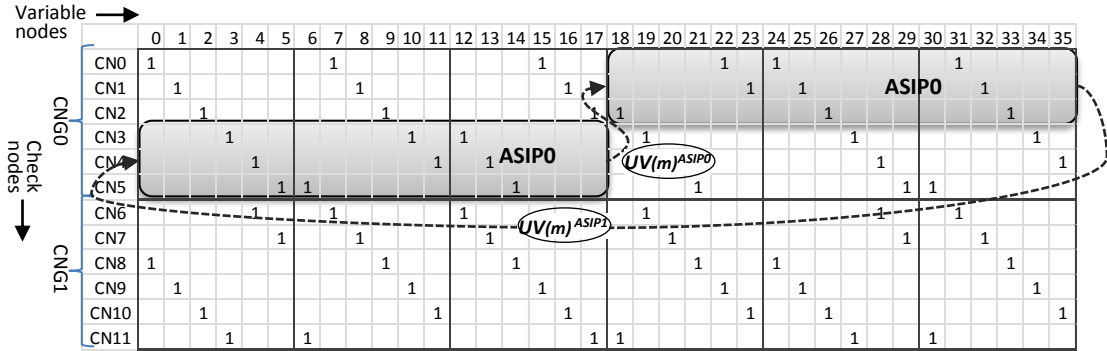 Variable nodes
0 1 2 3 4 5 6 7 8 9 10 11 12 13 14 15 16 17 18 19 20 21 22 23 24 25 26 27 28 29 30 31 32 33 34 35
CNG0
Check nodes
CNG1
CN0 1 1 1 1 1 1
CN1 1 1 1 1 1 ASIP0 1
CN2 1 1 1 1 1 1
CN3 1 1 1 1 1 1
CN4 1 1 1 ASIP0 UV(m)ASIP0 1 1
CN5 1 1 1 1 1 1
CN6 1 1 1 1 1 1
UV(m)ASIP1
CN7 1 1 1 1 1 1
CN8 1 1 1 1 1 1
CN9 1 1 1 1 1 1
CN10 1 1 1 1 1 1
CN11 1 1 1 1 1 1